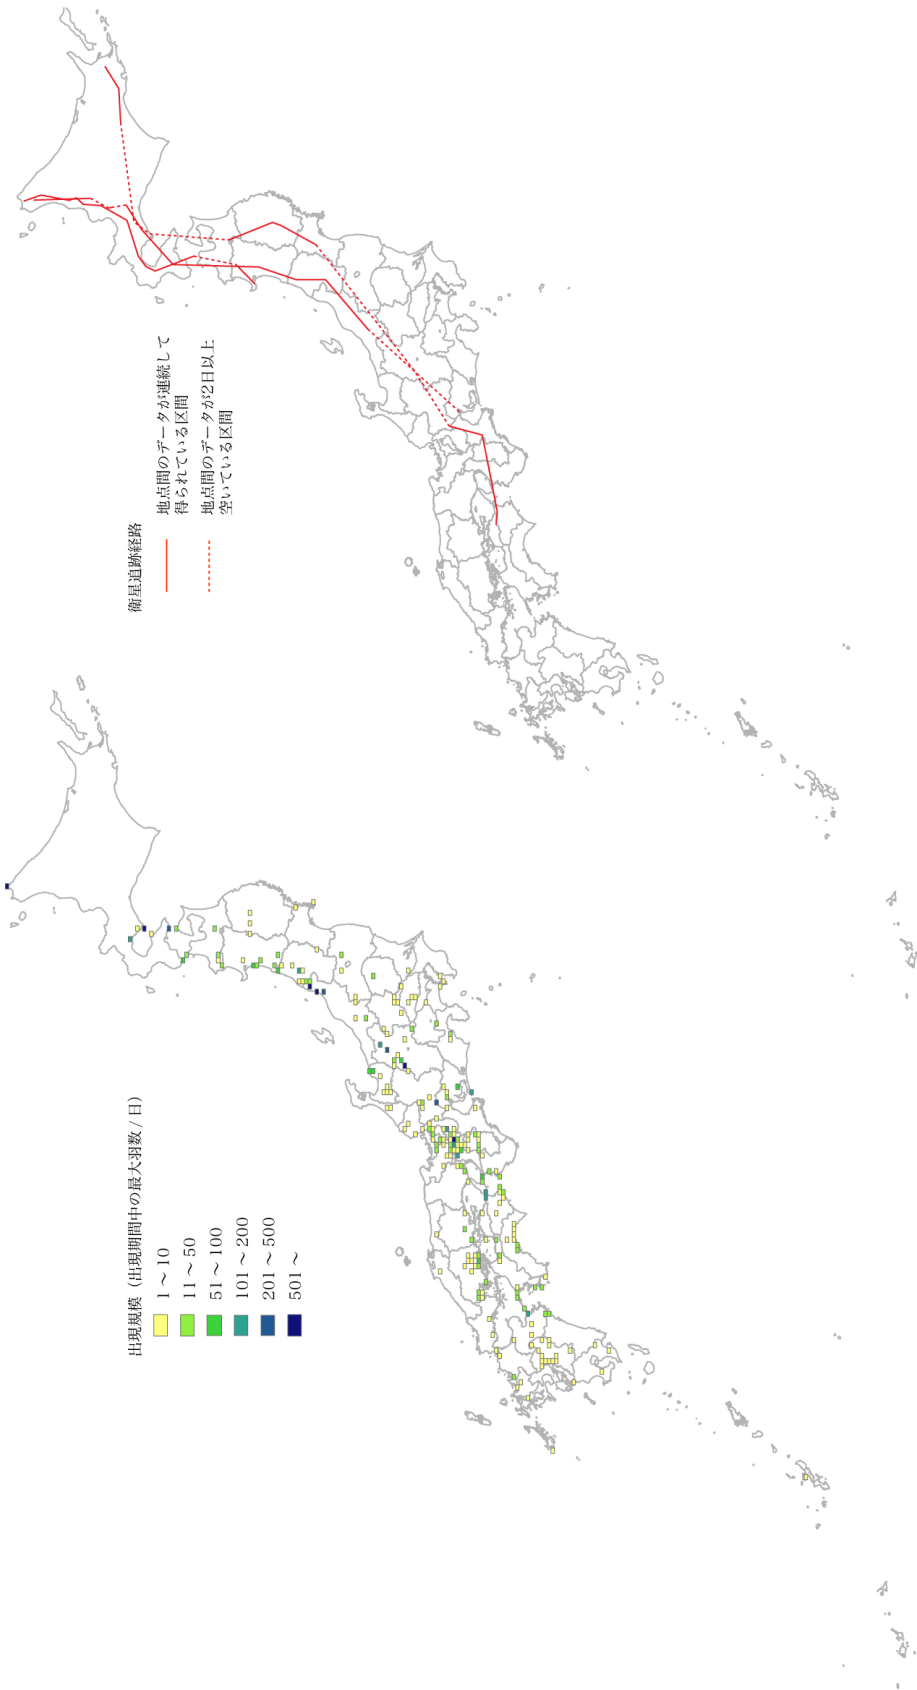 出現規模（出現期間中の最大羽数 / 日）
1 ～ 10
11 ～ 50
51 ～ 100
101 ～ 200
201 ～ 500
501 ～
衛星追跡経路
地点間のデータが連続して
得られている区間
地点間のデータが2日以上
空いている区間